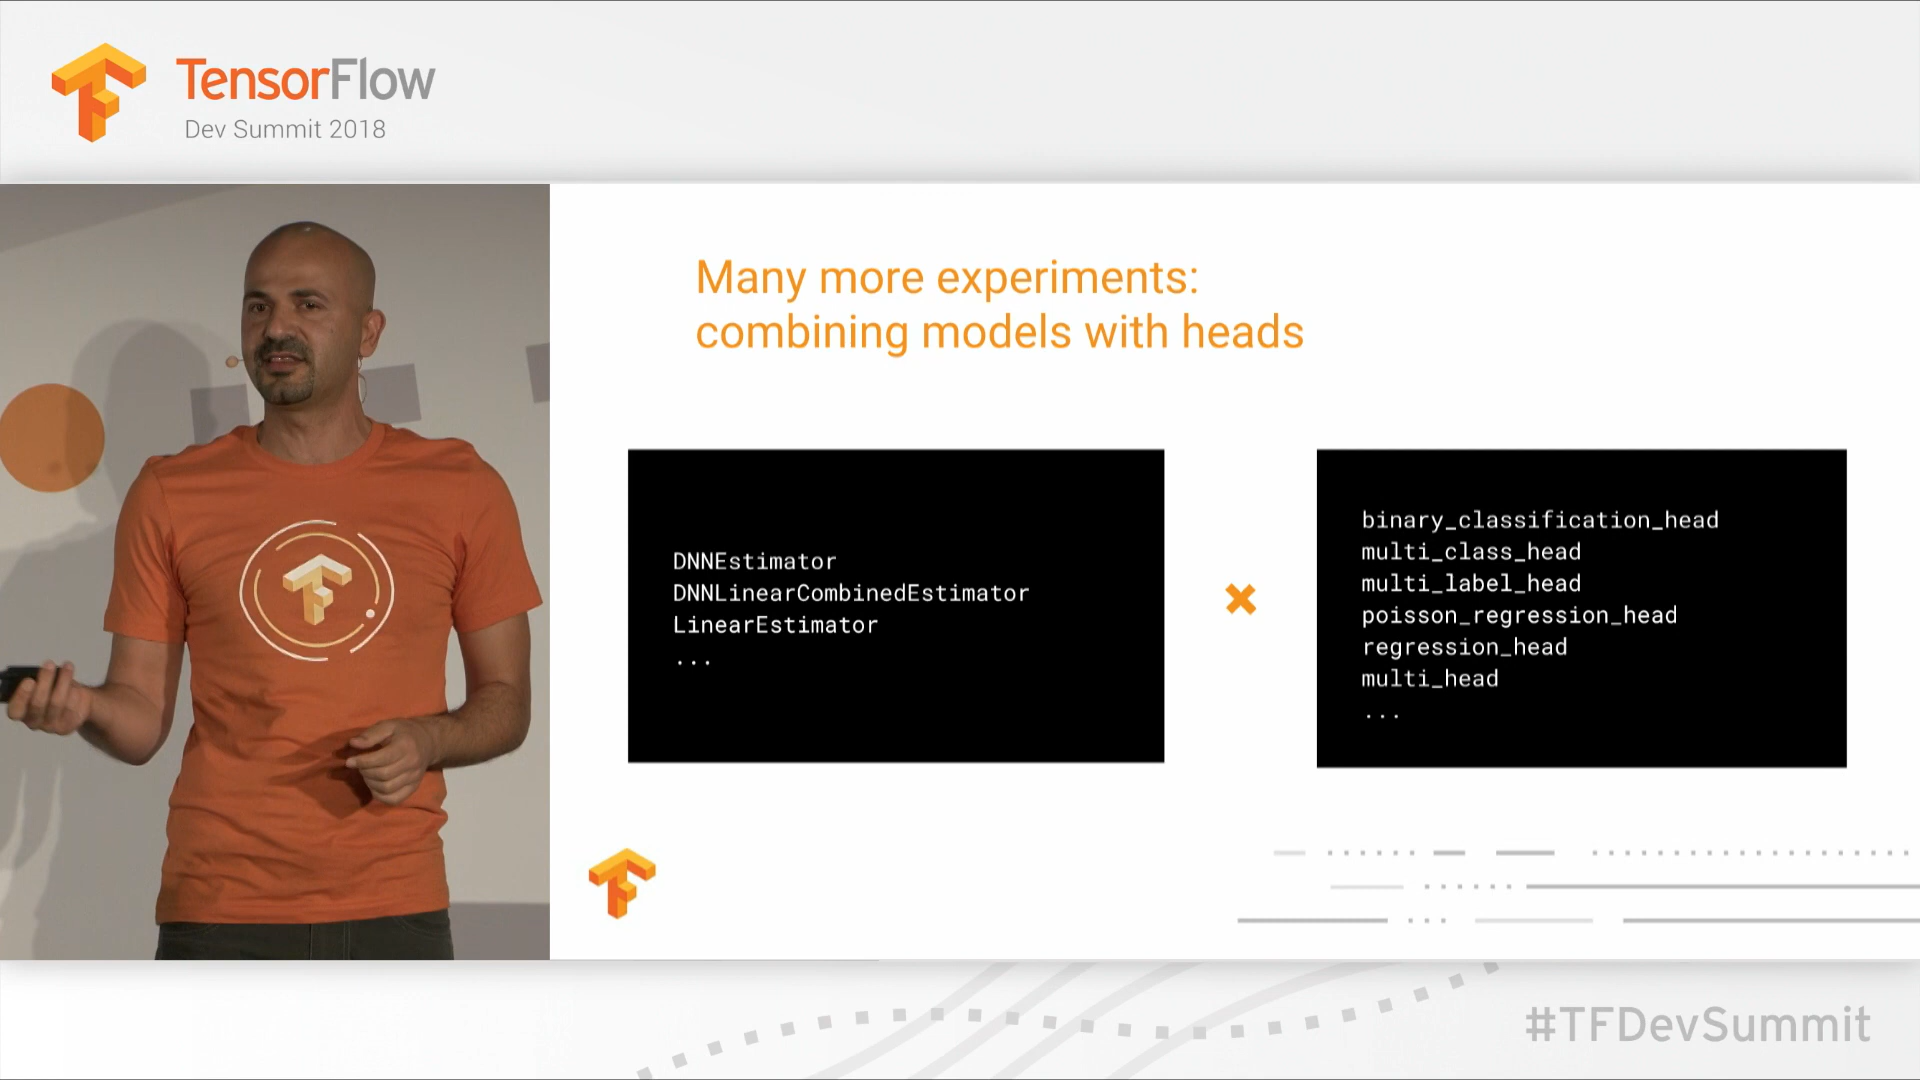 TensorFlow
Dev Summit 2018
Many more experiments:
combining models with heads
DNNEstimator
DNNLinearCombinedEstimator
LinearEstimator
...
×
binary_classification_head
multi_class_head
multi_label_head
poisson_regression_head
regression_head
multi_head
...
#TFDevSummit